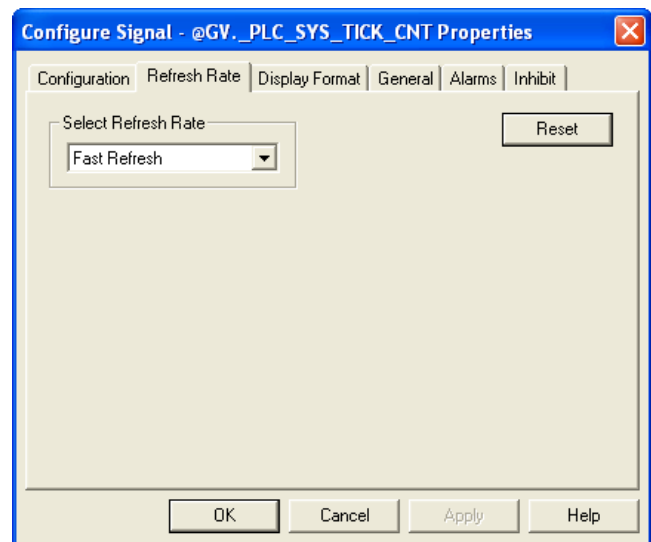 Configure Signal - @GV._PLC_SYS_TICK_CNT Properties
Configuration Refresh Rate Display Format General Alarms Inhibit
Select Refresh Rate
Reset
Fast Refresh
OK Cancel Apply Help